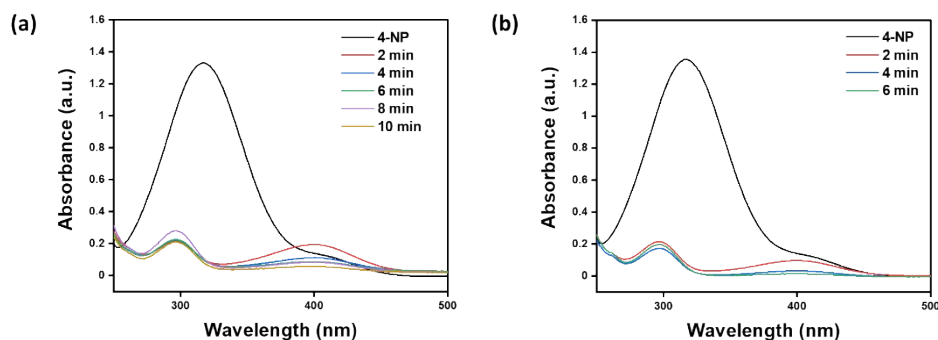 (a)
1.6
1.4
1.2
1
0.8
0.6
0.4
0.2
0
Absorbance (a.u.)
300
400
500
Wavelength (nm)
4-NP
2 min
4 min
6 min
8 min
10 min
(b)
1.6
1.4
1.2
1
0.8
0.6
0.4
0.2
0
Absorbance (a.u.)
300
400
500
Wavelength (nm)
4-NP
2 min
4 min
6 min